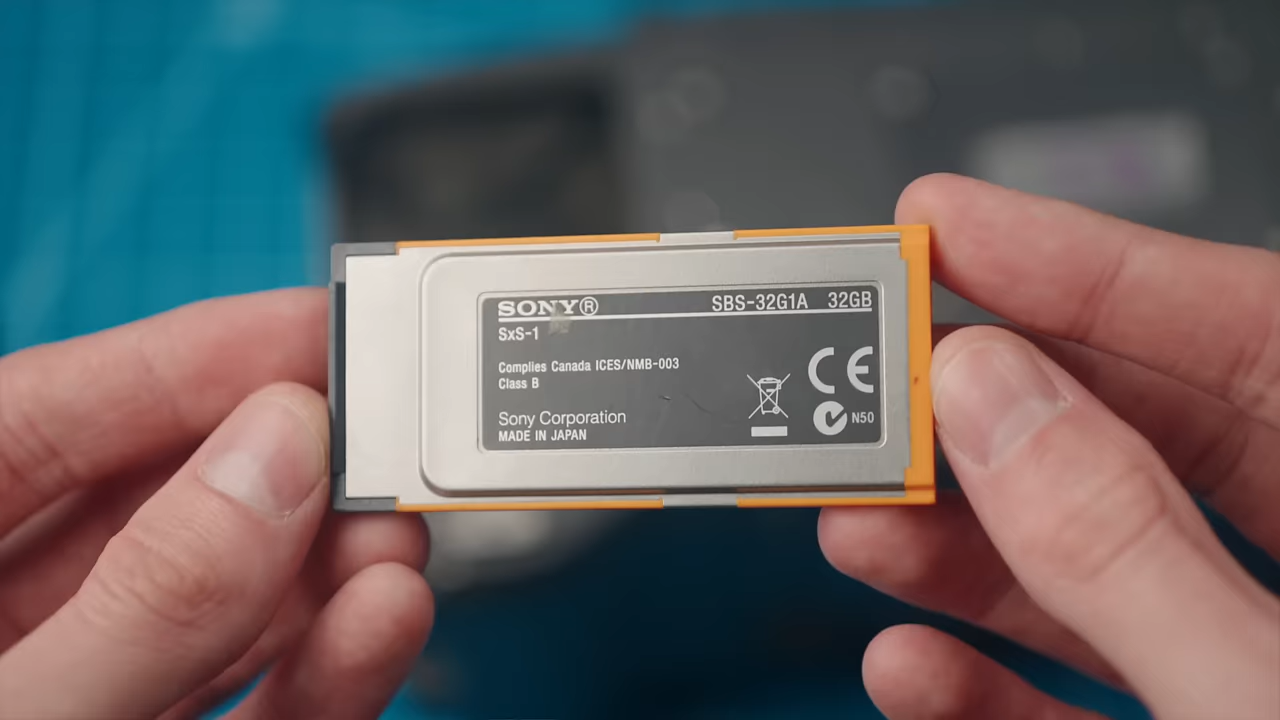 SONY® SBS-32G1A 32GB
SxS-1
Complies Canada ICES/NMB-003
Class B
Sony Corporation
MADE IN JAPAN
CE
N50